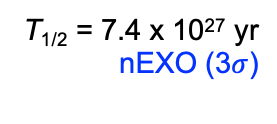 T₁/₂ = 7.4 x 10²⁷ yr
nEXO (3σ)